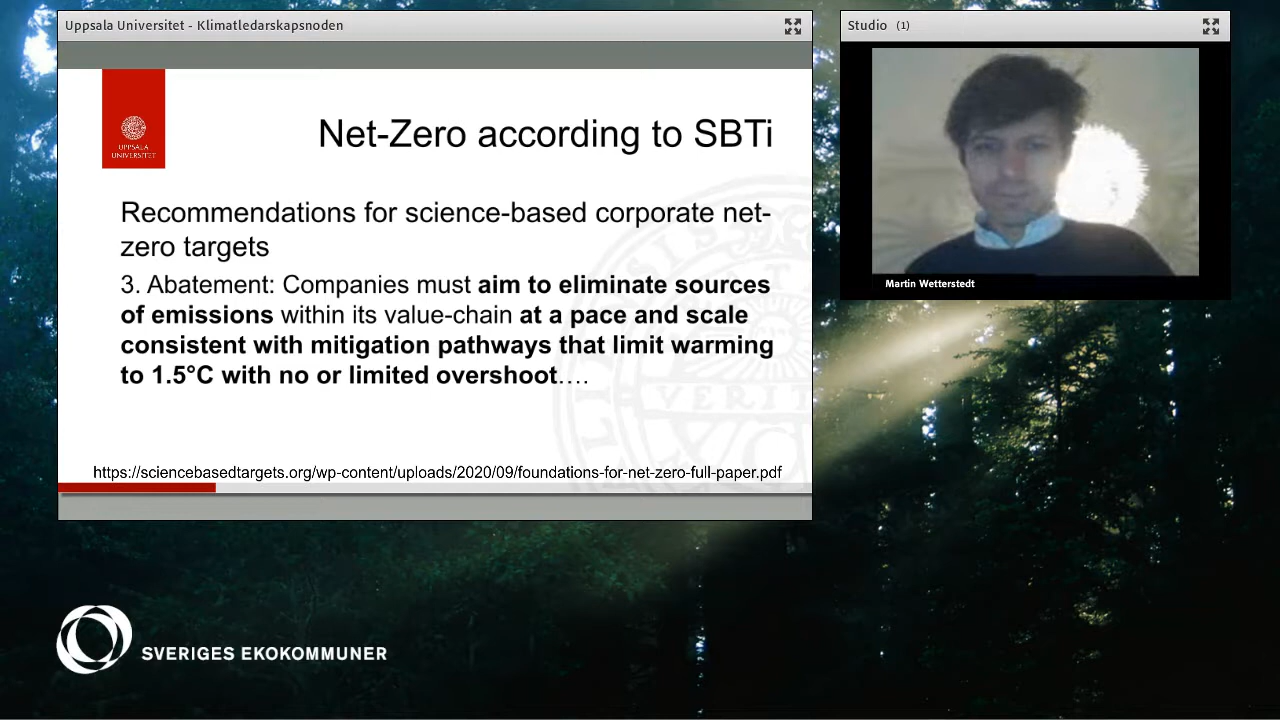 Uppsala Universitet - Klimatledarskapsnoden
Studio (1)
UPPSALA
UNIVERSITET
Net-Zero according to SBTi
Recommendations for science-based corporate net-
zero targets
3. Abatement: Companies must aim to eliminate sources
of emissions within its value-chain at a pace and scale
consistent with mitigation pathways that limit warming
to 1.5°C with no or limited overshoot….
https://sciencebasedtargets.org/wp-content/uploads/2020/09/foundations-for-net-zero-full-paper.pdf
Martin Wetterstedt
SVERIGES EKOKOMMUNER